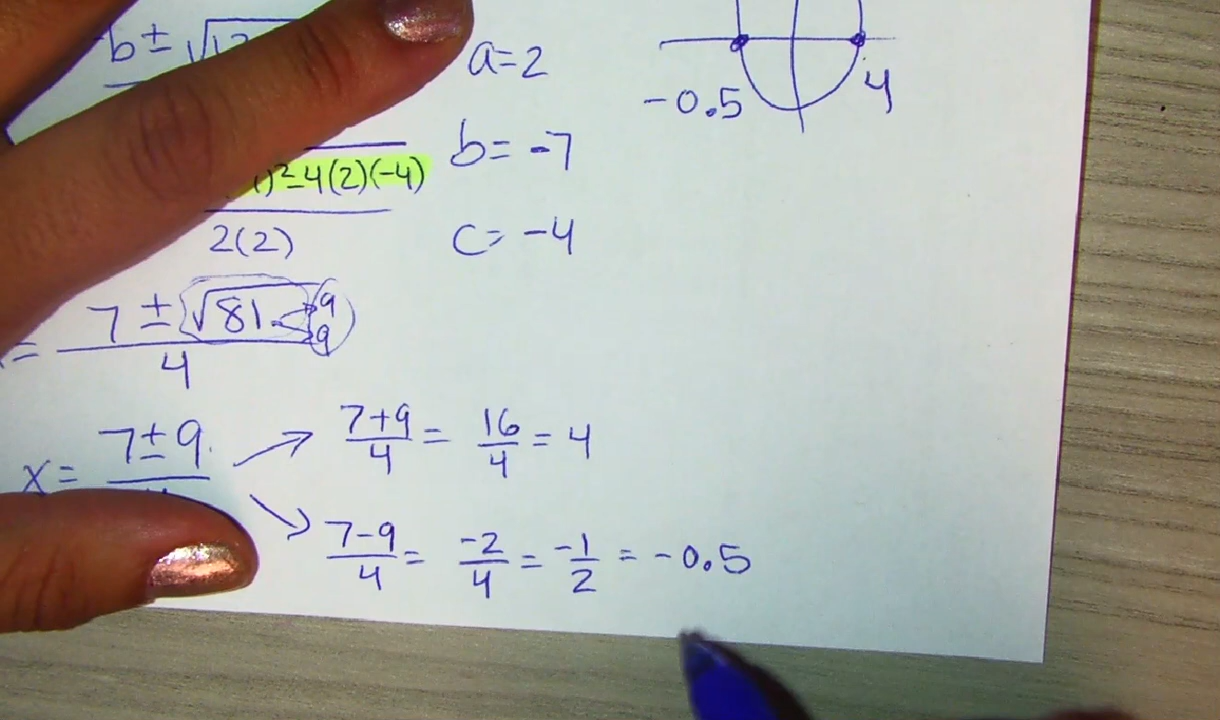 -b±√
a=2
-0.5
4
b=-7
)²-4(2)(-4)
2(2)
c=-4
7±√81 9 9
=
4
x= 7±9
7+9/4 = 16/4 = 4
7-9/4 = -2/4 = -1/2 = -0.5